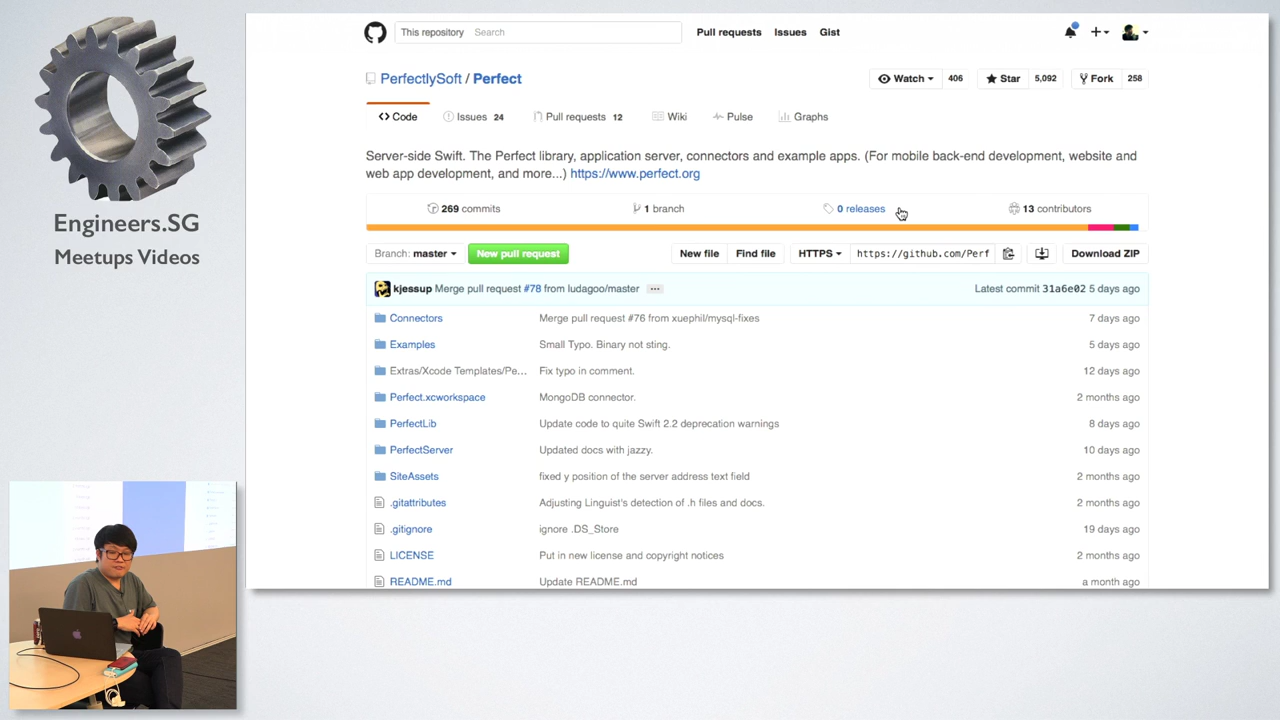 Engineers.SG
Meetups Videos
This repository Search Pull requests Issues Gist
PerfectlySoft / Perfect Watch 406 Star 5,092 Fork 258
Code Issues 24 Pull requests 12 Wiki Pulse Graphs
Server-side Swift. The Perfect library, application server, connectors and example apps. (For mobile back-end development, website and
web app development, and more...) https://www.perfect.org
269 commits 1 branch 0 releases 13 contributors
Branch: master New pull request New file Find file HTTPS https://github.com/Perf Download ZIP
kjessup Merge pull request #78 from ludagoo/master ... Latest commit 31a6e02 5 days ago
Connectors Merge pull request #76 from xuephil/mysql-fixes 7 days ago
Examples Small Typo. Binary not sting. 5 days ago
Extras/Xcode Templates/Pe... Fix typo in comment. 12 days ago
Perfect.xcworkspace MongoDB connector. 2 months ago
PerfectLib Update code to quite Swift 2.2 deprecation warnings 8 days ago
PerfectServer Updated docs with jazzy. 10 days ago
SiteAssets fixed y position of the server address text field 2 months ago
.gitattributes Adjusting Linguist's detection of .h files and docs. 2 months ago
.gitignore ignore .DS_Store 19 days ago
LICENSE Put in new license and copyright notices 2 months ago
README.md Update README.md a month ago